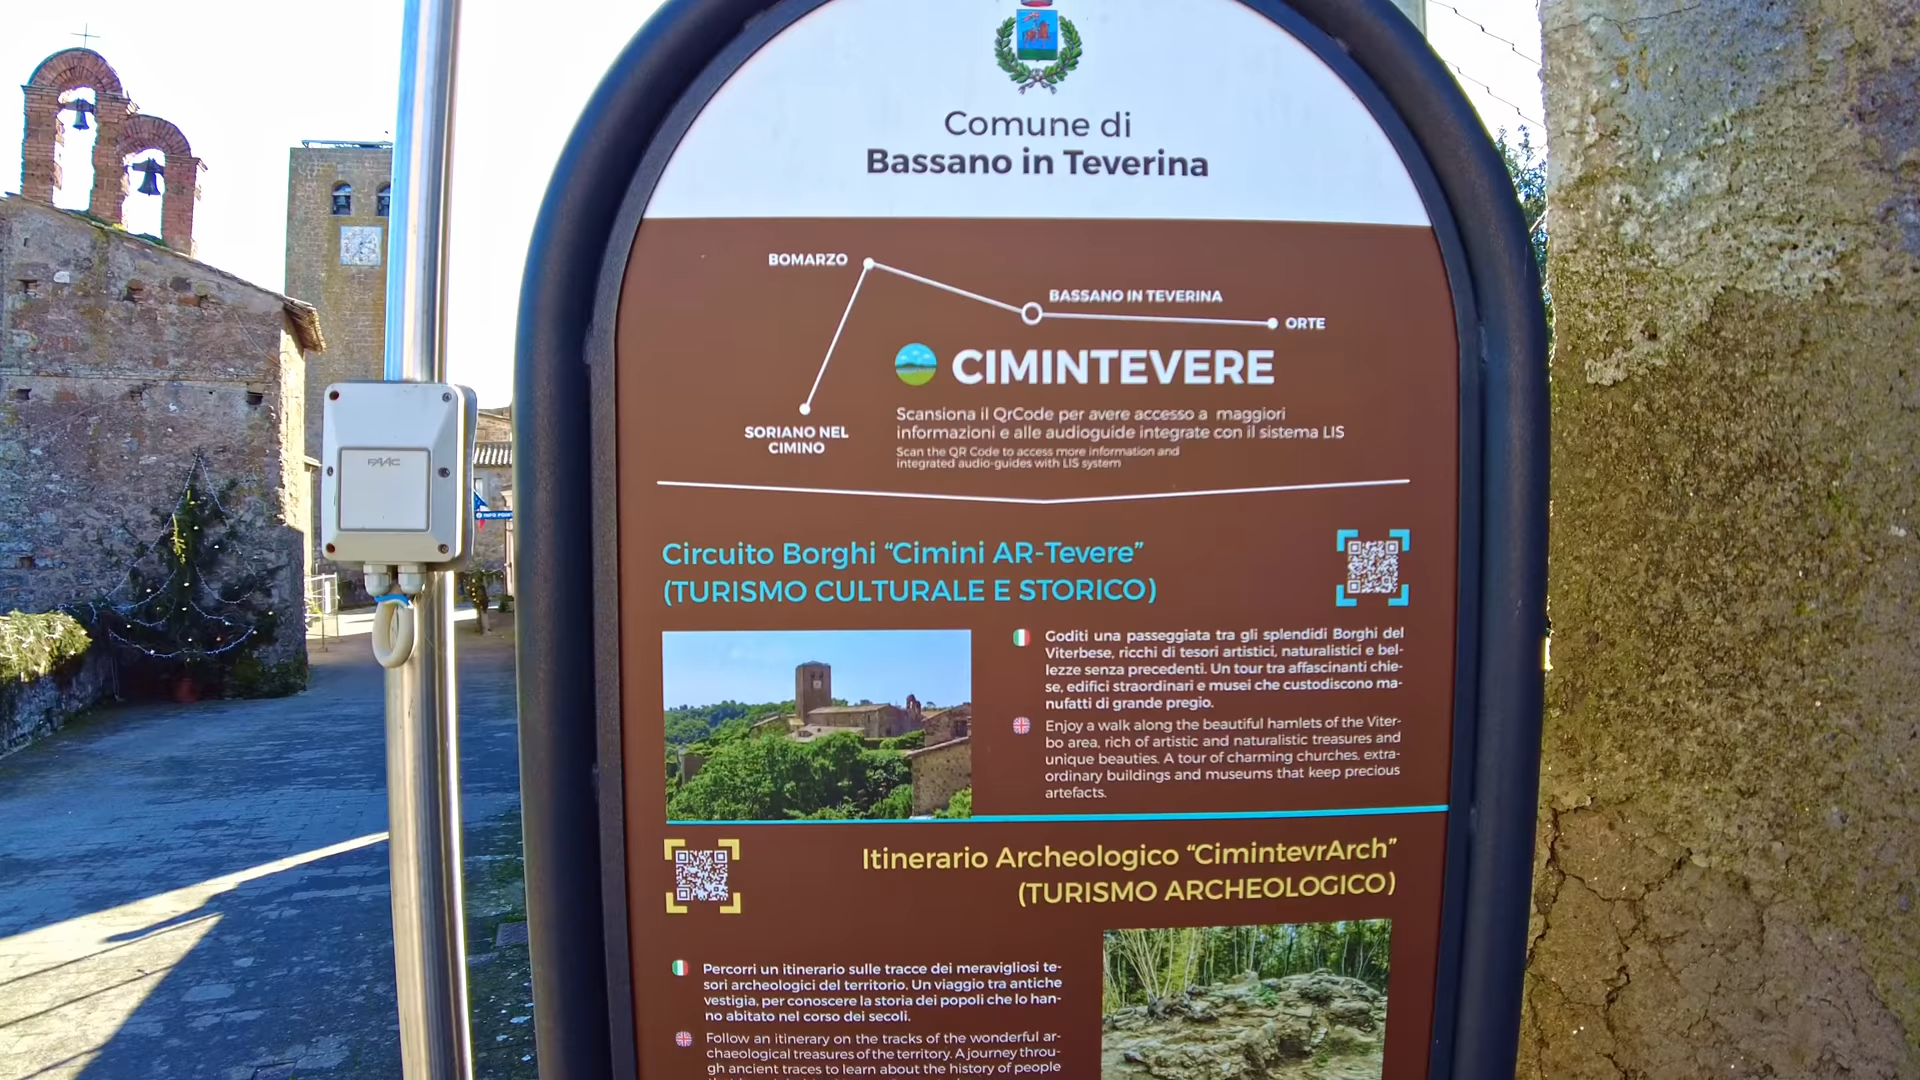 Comune di
Bassano in Teverina
BOMARZO
BASSANO IN TEVERINA
ORTE
CIMINTEVERE
SORIANO NEL
CIMINO
Scansiona il QrCode per avere accesso a maggiori
informazioni e alle audioguide integrate con il sistema LIS
Scan the QR Code to access more information and
integrated audio-guides with LIS system
FAAC
INFO POINT
Circuito Borghi “Cimini AR-Tevere”
(TURISMO CULTURALE E STORICO)
Goditi una passeggiata tra gli splendidi Borghi del
Viterbese, ricchi di tesori artistici, naturalistici e bel-
lezze senza precedenti. Un tour tra affascinanti chie-
se, edifici straordinari e musei che custodiscono ma-
nufatti di grande pregio.
Enjoy a walk along the beautiful hamlets of the Viter-
bo area, rich of artistic and naturalistic treasures and
unique beauties. A tour of charming churches, extra-
ordinary buildings and museums that keep precious
artefacts.
Itinerario Archeologico “CimintevrArch”
(TURISMO ARCHEOLOGICO)
Percorri un itinerario sulle tracce dei meravigliosi te-
sori archeologici del territorio. Un viaggio tra antiche
vestigia, per conoscere la storia dei popoli che lo han-
no abitato nel corso dei secoli.
Follow an itinerary on the tracks of the wonderful ar-
chaeological treasures of the territory. A journey throu-
gh ancient traces to learn about the history of people